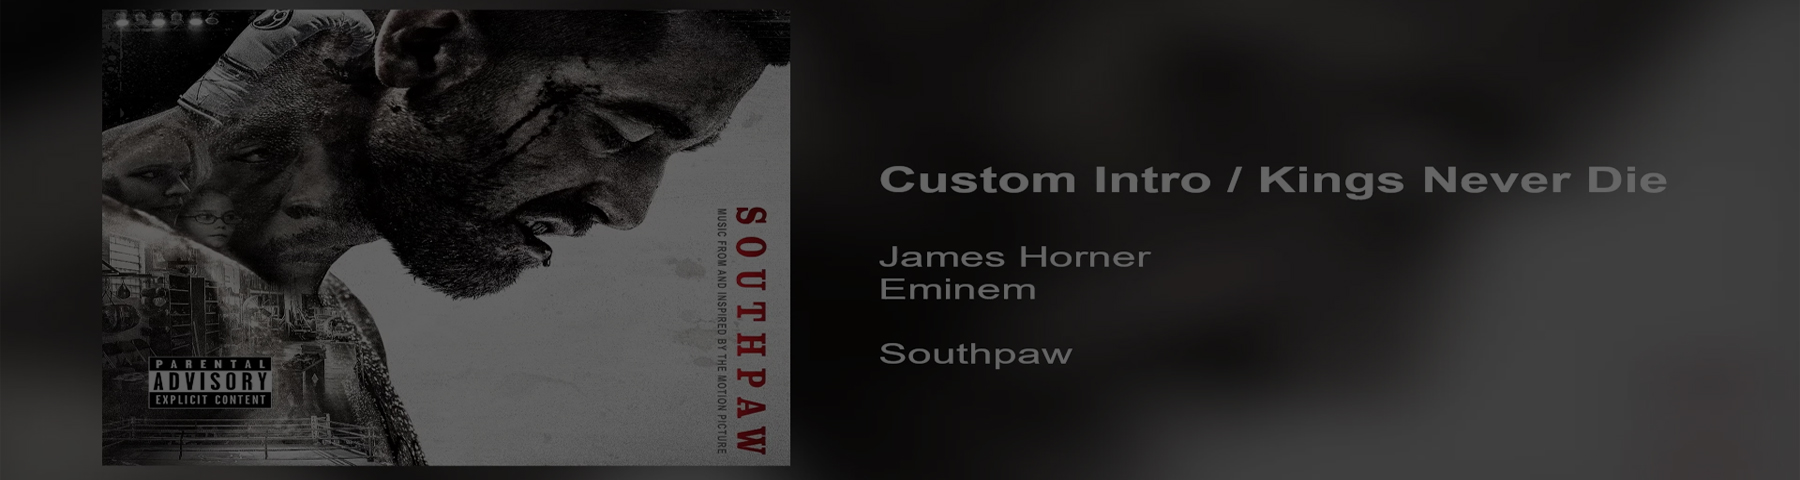 SOUTHPAW
MUSIC FROM AND INSPIRED BY THE MOTION PICTURE
PARENTAL
ADVISORY
EXPLICIT CONTENT
Custom Intro / Kings Never Die
James Horner
Eminem
Southpaw